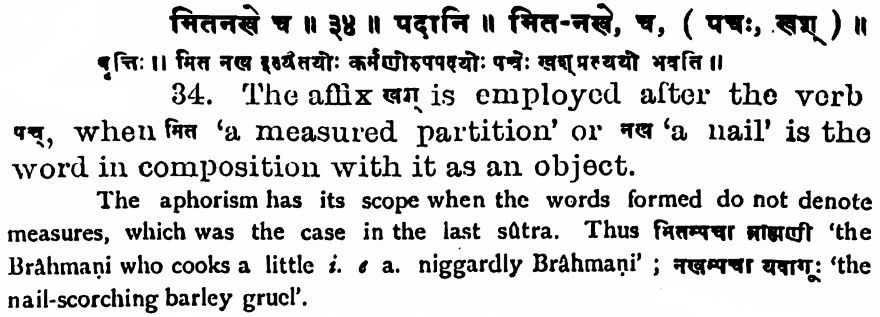 मितनखे च ॥ ३४ ॥ पदानि ॥ मित-नखे, च, ( पचः, खश् ) ॥
वृत्तिः ॥ मित नख इत्येतयोः कर्मणोरुपपदयोः पचेः खश्प्रत्ययो भवति ॥
34. The affix खश् is employed after the verb
पच्, when मित 'a measured partition' or नख 'a nail' is the
word in composition with it as an object.
The aphorism has its scope when the words formed do not denote
measures, which was the case in the last sûtra. Thus मितम्पचा ब्राह्मणी 'the
Brâhmaṇi who cooks a little i. e a. niggardly Brâhmaṇi' ; नखम्पचा यवागूः 'the
nail-scorching barley gruel'.